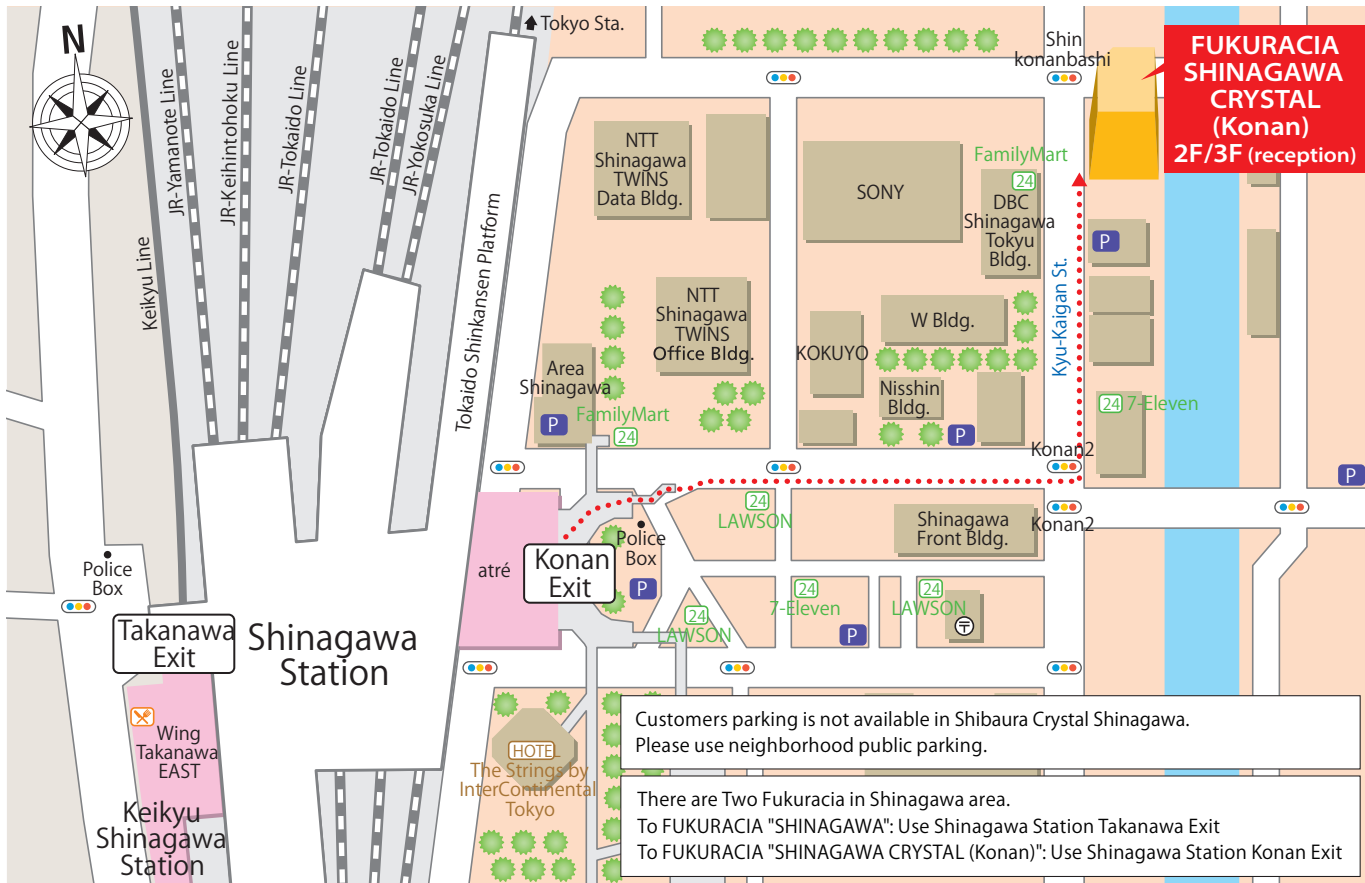 N
Tokyo Sta.
JR-Yamanote Line
JR-Keihintohoku Line
JR-Tokaido Line
JR-Tokaido Line
JR-Yokosuka Line
Keikyu Line
Tokaido Shinkansen Platform
Shin
konanbashi
FUKURACIA
SHINAGAWA
CRYSTAL
(Konan)
2F/3F (reception)
NTT
Shinagawa
TWINS
Data Bldg.
SONY
FamilyMart
24
DBC
Shinagawa
Tokyu
Bldg.
P
NTT
Shinagawa
TWINS
Office Bldg.
W Bldg.
KOKUYO
Kyu-Kaigan St.
Area
Shinagawa
P
FamilyMart
24
Nisshin
Bldg.
P
24 7-Eleven
Konan2
P
24
LAWSON
Shinagawa
Front Bldg.
Konan2
Police
Box
Police
Box
atré
Konan
Exit
P
24
7-Eleven
24
LAWSON
24
LAWSON
P
〒
Takanawa
Exit
Shinagawa
Station
Wing
Takanawa
EAST
Keikyu
Shinagawa
Station
HOTEL
The Strings by
InterContinental
Tokyo
Customers parking is not available in Shibaura Crystal Shinagawa.
Please use neighborhood public parking.
There are Two Fukuracia in Shinagawa area.
To FUKURACIA "SHINAGAWA": Use Shinagawa Station Takanawa Exit
To FUKURACIA "SHINAGAWA CRYSTAL (Konan)": Use Shinagawa Station Konan Exit